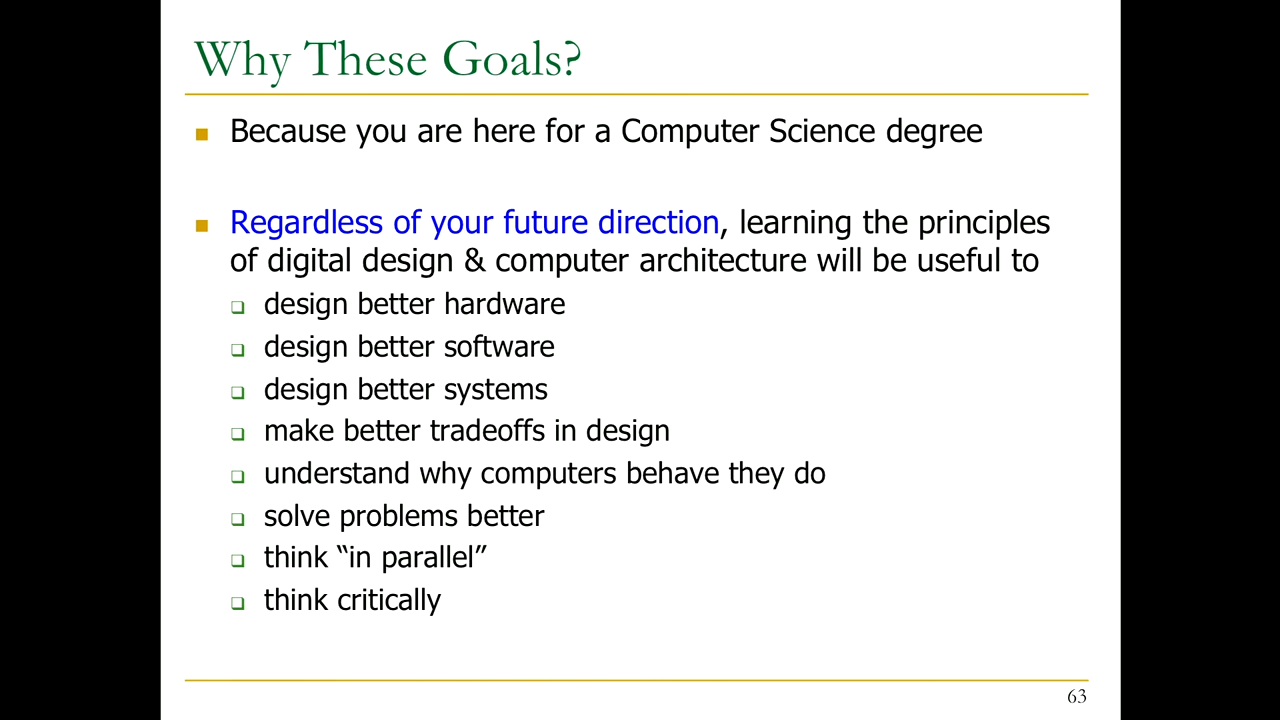 Why These Goals?
Because you are here for a Computer Science degree
Regardless of your future direction, learning the principles
of digital design & computer architecture will be useful to
design better hardware
design better software
design better systems
make better tradeoffs in design
understand why computers behave they do
solve problems better
think “in parallel”
think critically
63